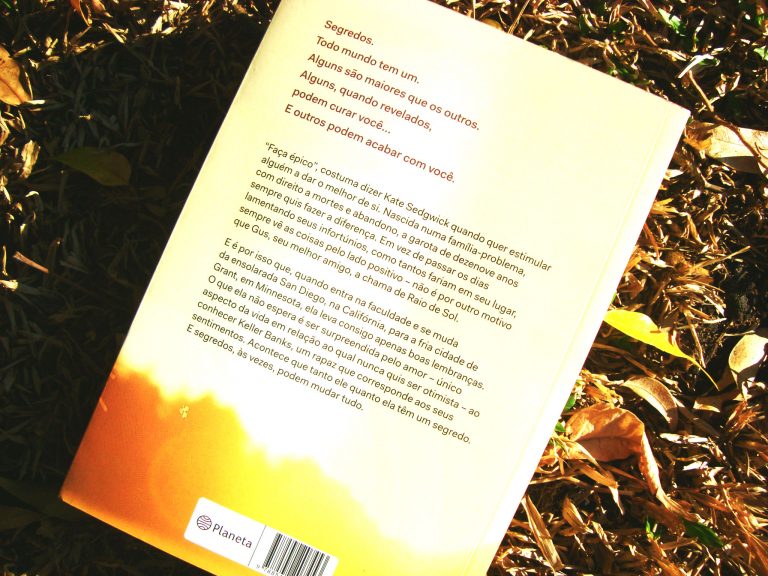 Segredos.
Todo mundo tem um.
Alguns são maiores que os outros.
Alguns, quando revelados,
podem curar você...
E outros podem acabar com você.
"Faça épico", costuma dizer Kate Sedgwick quando quer estimular
alguém a dar o melhor de si. Nascida numa família-problema,
com direito a mortes e abandono, a garota de dezenove anos
sempre quis fazer a diferença. Em vez de passar os dias
lamentando seus infortúnios, como tantos fariam em seu lugar,
sempre vê as coisas pelo lado positivo – não é por outro motivo
que Gus, seu melhor amigo, a chama de Raio de Sol.
E é por isso que, quando entra na faculdade e se muda
da ensolarada San Diego, na Califórnia, para a fria cidade de
Grant, em Minnesota, ela leva consigo apenas boas lembranças.
O que ela não espera é ser surpreendida pelo amor – único
aspecto da vida em relação ao qual nunca quis ser otimista – ao
conhecer Keller Banks, um rapaz que corresponde aos seus
sentimentos. Acontece que tanto ele quanto ela têm um segredo.
E segredos, às vezes, podem mudar tudo.
Planeta